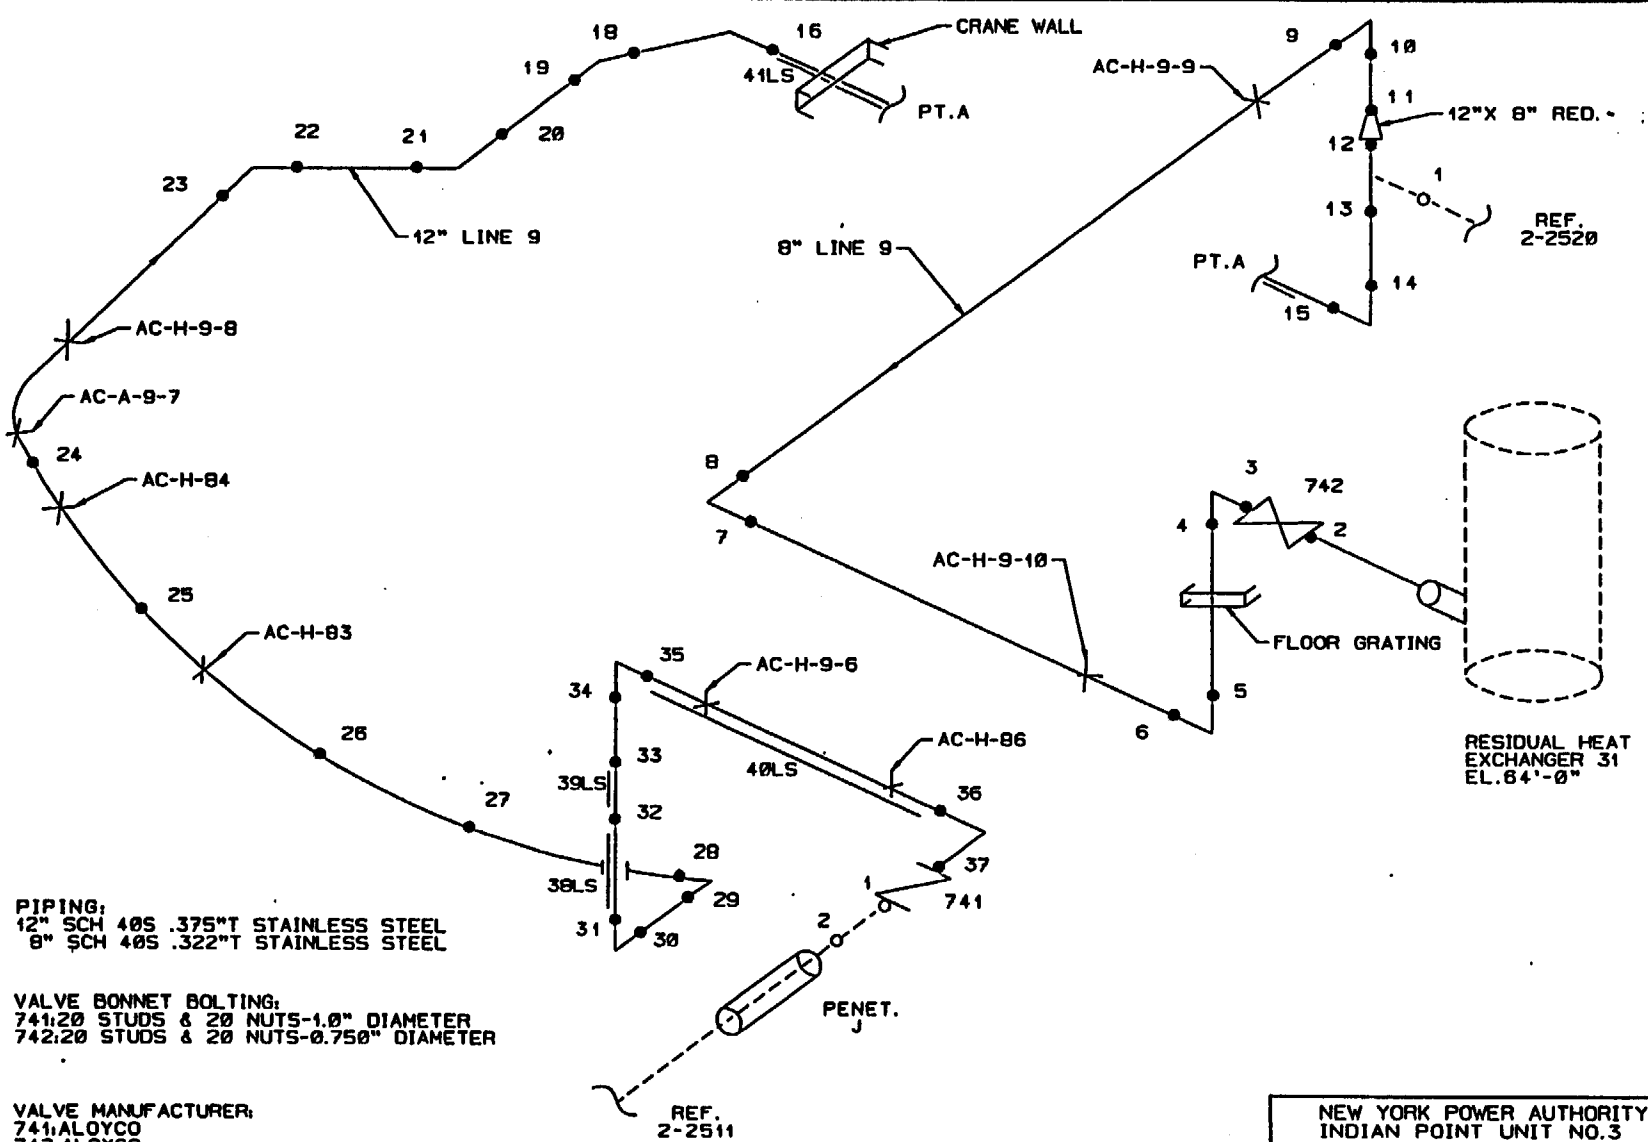 18
16
CRANE WALL
9
10
19
41LS
AC-H-9-9
PT.A
11
12"X 8" RED.
22
21
20
12
23
1
13
12" LINE 9
8" LINE 9
REF.
2-2520
PT.A
14
15
AC-H-9-8
AC-A-9-7
24
8
3
AC-H-84
742
7
4
2
AC-H-9-10
25
AC-H-83
FLOOR GRATING
35
AC-H-9-6
34
5
6
26
33
AC-H-86
RESIDUAL HEAT
EXCHANGER 31
EL.64'-0"
39LS
40LS
36
27
32
28
37
38LS
29
1
741
31
30
2
PIPING:
12" SCH 40S .375"T STAINLESS STEEL
8" SCH 40S .322"T STAINLESS STEEL
VALVE BONNET BOLTING:
741:20 STUDS & 20 NUTS-1.0" DIAMETER
742:20 STUDS & 20 NUTS-0.750" DIAMETER
PENET.
J
VALVE MANUFACTURER:
741:ALOYCO
742:ALOYCO
REF.
2-2511
NEW YORK POWER AUTHORITY
INDIAN POINT UNIT NO.3